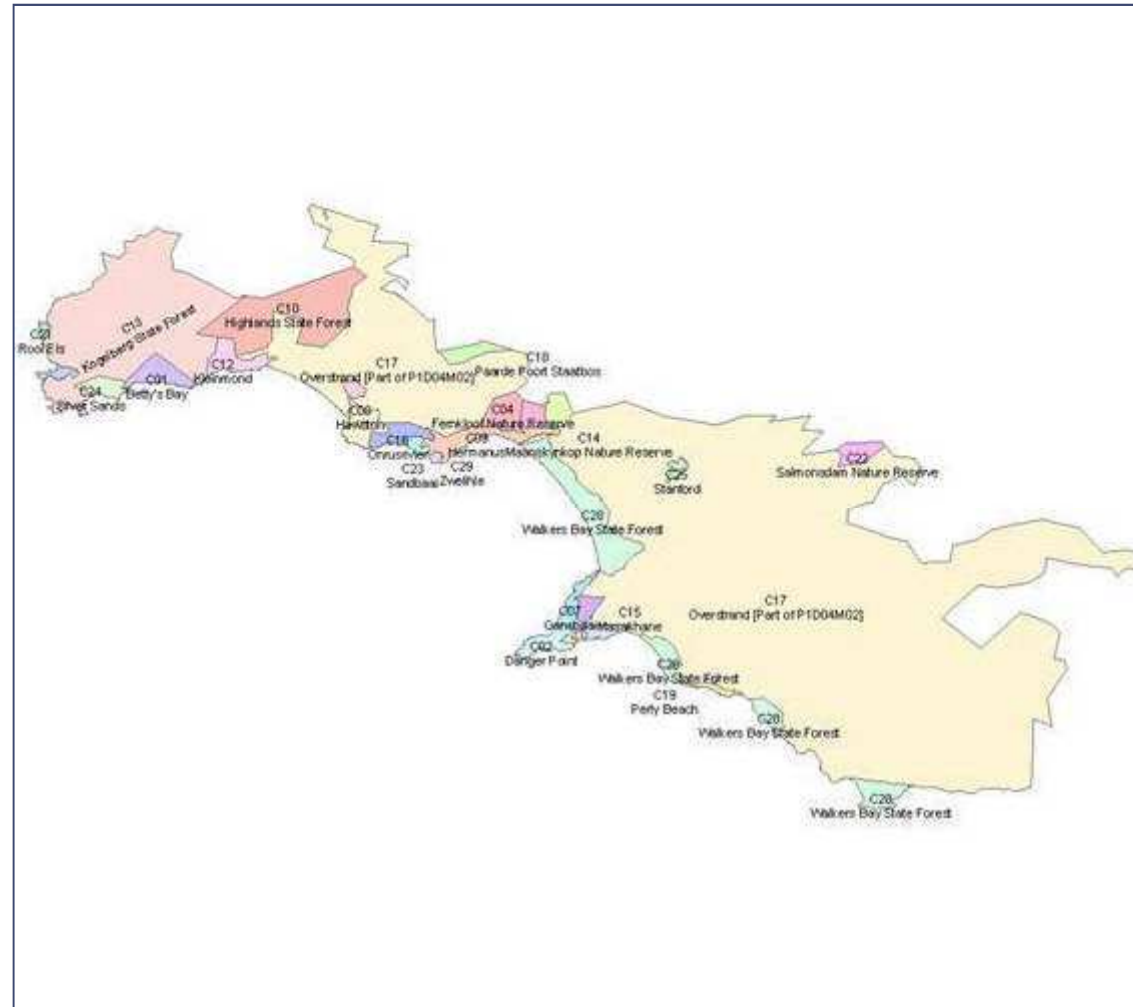 C10
Highlands State Forest
C13
Kogelberg State Forest
C21
Rooi Els
C12
Kleinmond
C01
Betty's Bay
C24
Silver Sands
C17
Overstrand [Part of P1D04M02]
C18
Paarde Poort Staatbos
C04
Fernkloof Nature Reserve
C08
Hawston
C16
Onrusrivier
C09
Hermanus
C14
Nature Reserve
C23
Sandbaai
C29
Zwelihle
C22
Salmonsdam Nature Reserve
C25
Stanford
C28
Walkers Bay State Forest
C17
Overstrand [Part of P1D04M02]
C07
C15
C02
Danger Point
C28
Walkers Bay State Forest
C19
Perly Beach
C28
Walkers Bay State Forest
C28
Walkers Bay State Forest